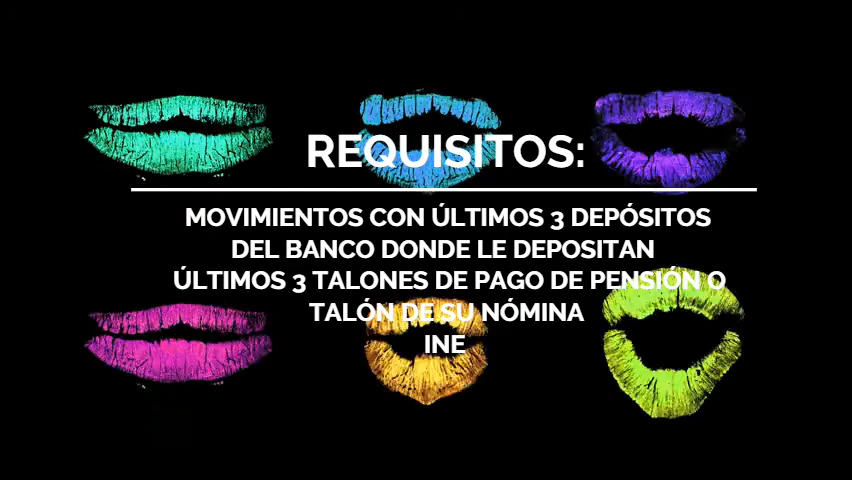 REQUISITOS:
MOVIMIENTOS CON ÚLTIMOS 3 DEPÓSITOS
DEL BANCO DONDE LE DEPOSITAN
ÚLTIMOS 3 TALONES DE PAGO DE PENSIÓN O
TALÓN DE SU NÓMINA
INE